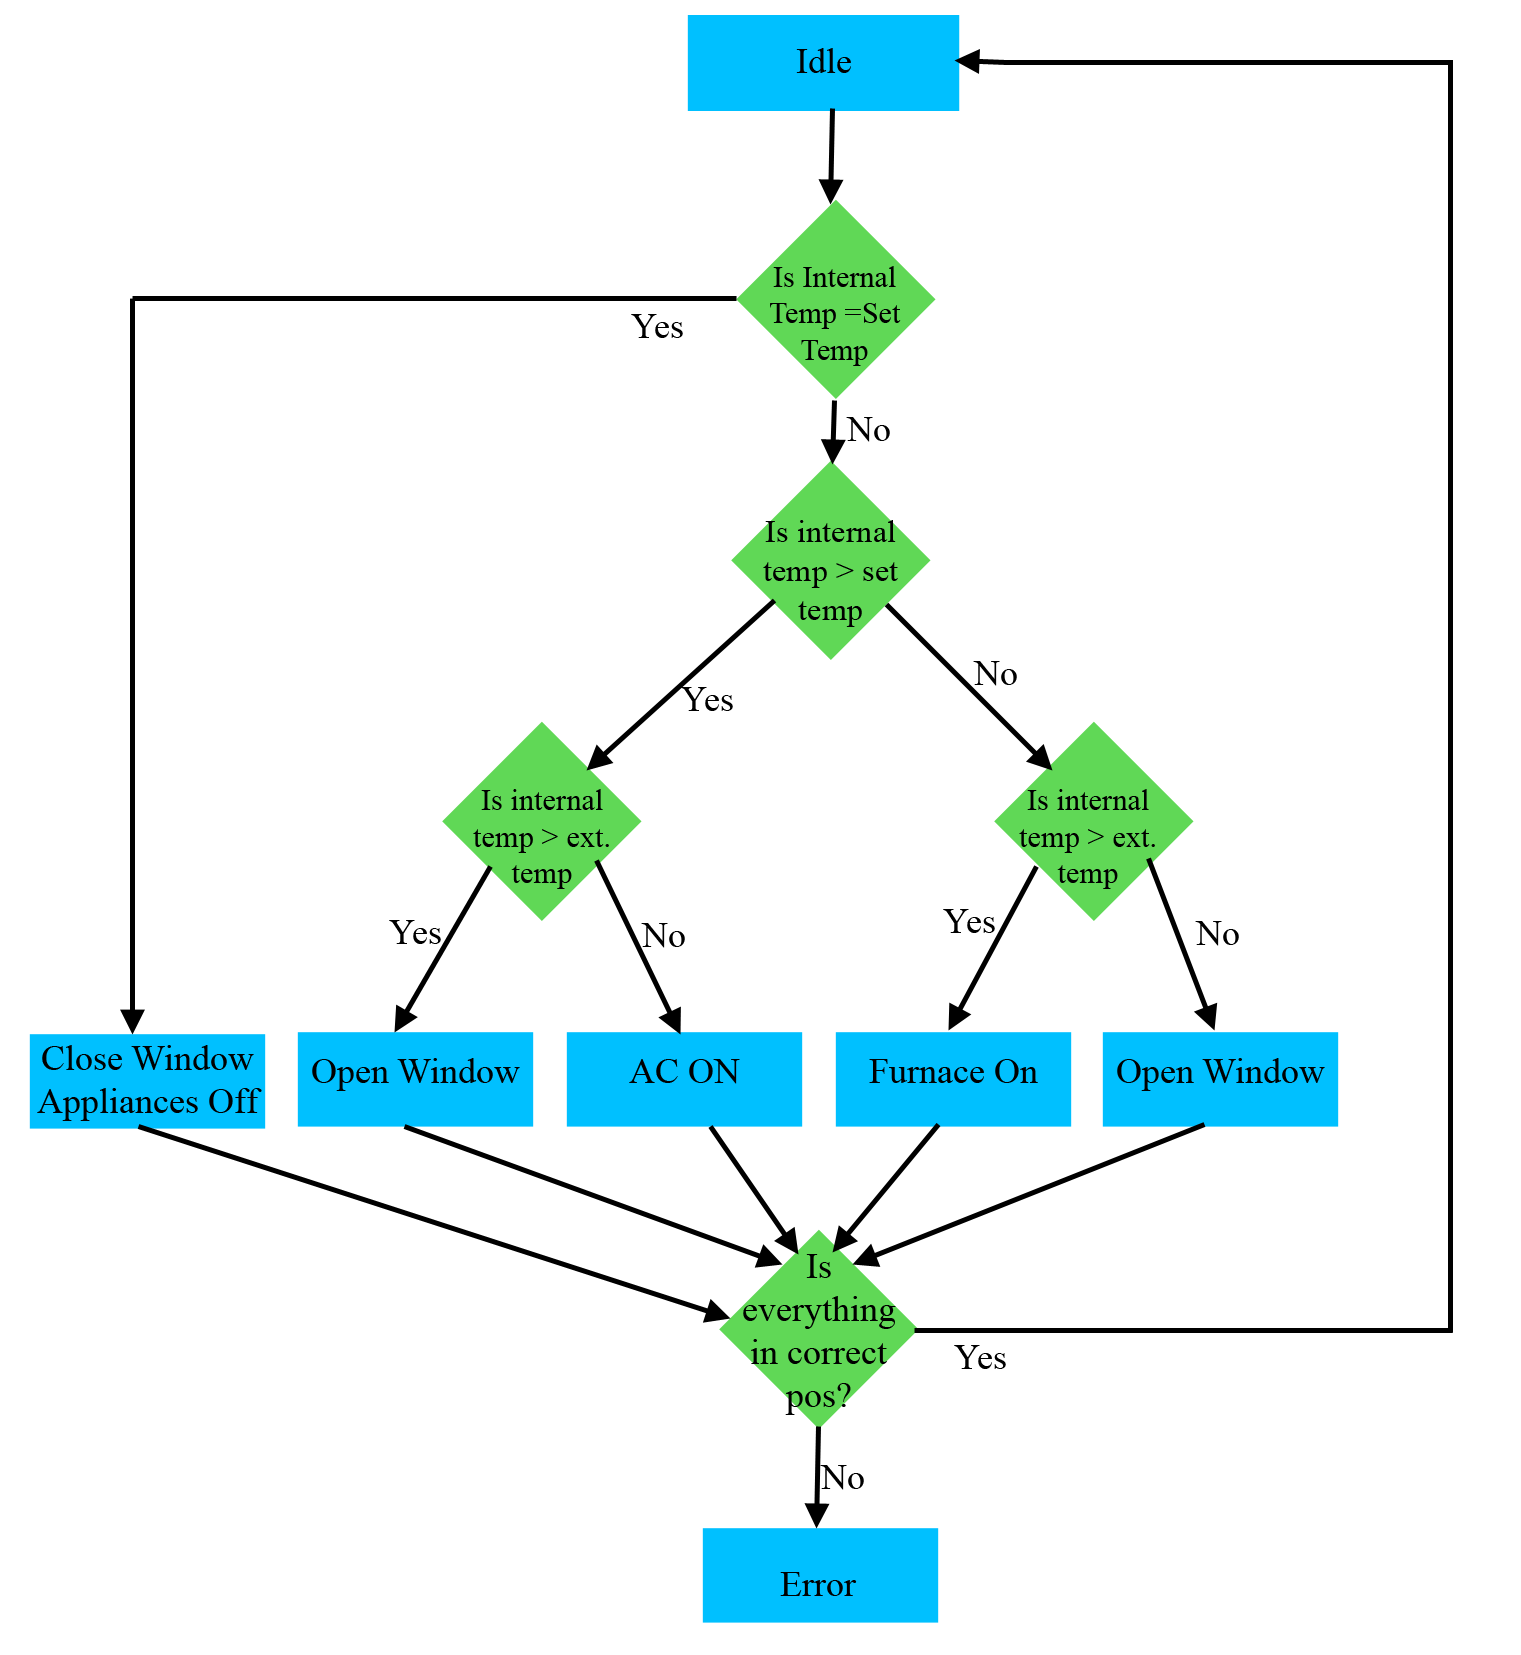 Idle
Is Internal
Temp =Set
Temp
Yes
No
Is internal
temp > set
temp
Yes
No
Is internal
temp > ext.
temp
Is internal
temp > ext.
temp
Yes
No
Yes
No
Close Window
Appliances Off
Open Window
AC ON
Furnace On
Open Window
Is
everything
in correct
pos?
Yes
No
Error